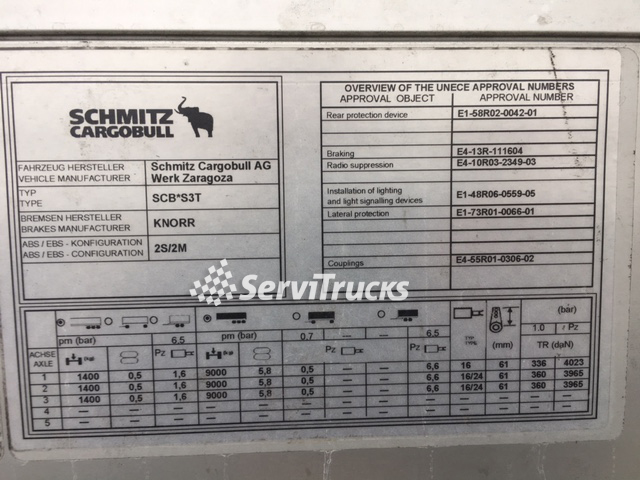 SCHMITZ
CARGOBULL
FAHRZEUG HERSTELLER
VEHICLE MANUFACTURER
Schmitz Cargobull AG
Werk Zaragoza
TYP
TYPE
SCB*S3T
BREMSEN HERSTELLER
BRAKES MANUFACTURER
KNORR
ABS / EBS - KONFIGURATION
ABS / EBS - CONFIGURATION
2S/2M
OVERVIEW OF THE UNECE APPROVAL NUMBERS
APPROVAL OBJECT APPROVAL NUMBER
Rear protection device E1-58R02-0042-01
Braking E4-13R-111604
Radio suppression E4-10R03-2349-03
Installation of lighting
and light signalling devices E1-48R06-0559-05
Lateral protection E1-73R01-0066-01
Couplings E4-55R01-0306-02
ServiTrucks
(bar)
pm (bar) 6,5 pm (bar) 0,7 — — 6,5 TYP TYPE (mm) 1.0 / Pz
ACHSE
AXLE Pz Pz Pz TR (daN)
1 1400 0,5 1,6 9000 5,8 0,5 — — 6,6 16 61 336 4023
2 1400 0,5 1,6 9000 5,8 0,5 — — 6,6 16/24 61 360 3965
3 1400 0,5 1,6 9000 5,8 0,5 — — 6,6 16/24 61 360 3965
4 — — — — — — — — — — — — —
5 — — — — — — — — — — — — —